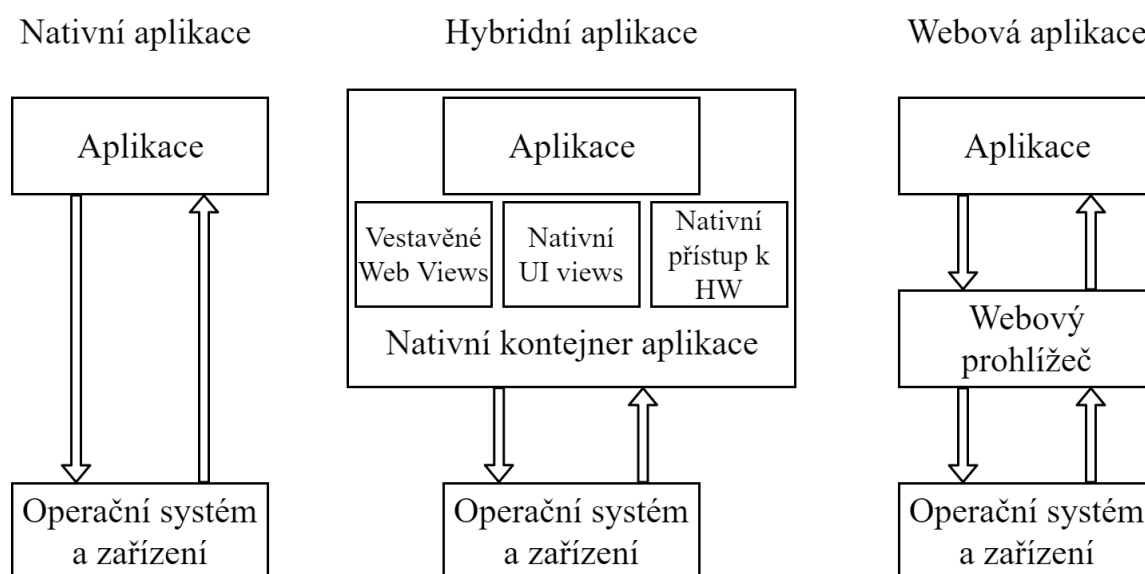 Nativní aplikace
Aplikace
Operační systém
a zařízení
Hybridní aplikace
Aplikace
Vestavěné
Web Views
Nativní
UI views
Nativní
přístup k
HW
Nativní kontejner aplikace
Operační systém
a zařízení
Webová aplikace
Aplikace
Webový
prohlížeč
Operační systém
a zařízení